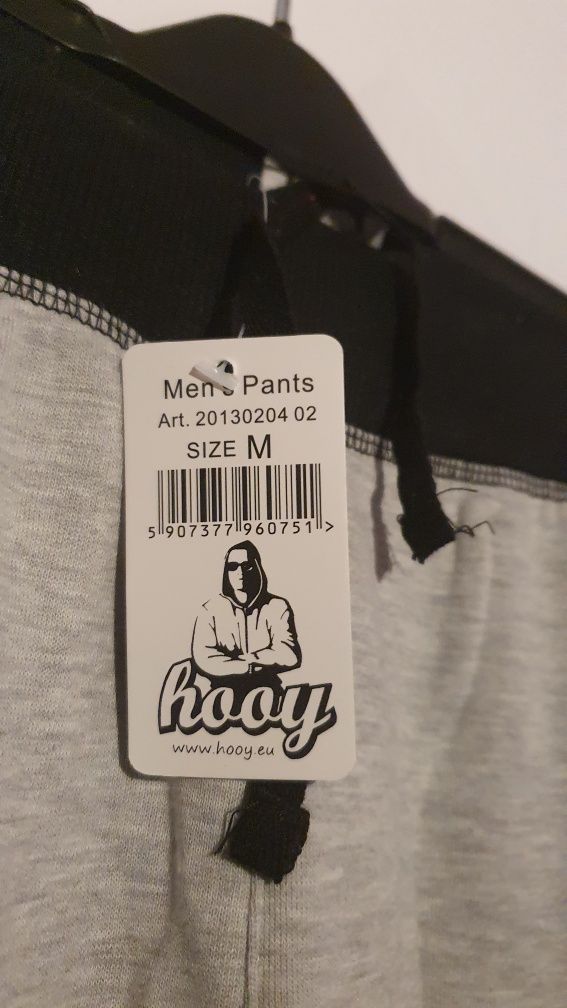 Men's Pants
Art. 20130204 02
SIZE M
5 907377 960751 >
hooy
www.hooy.eu